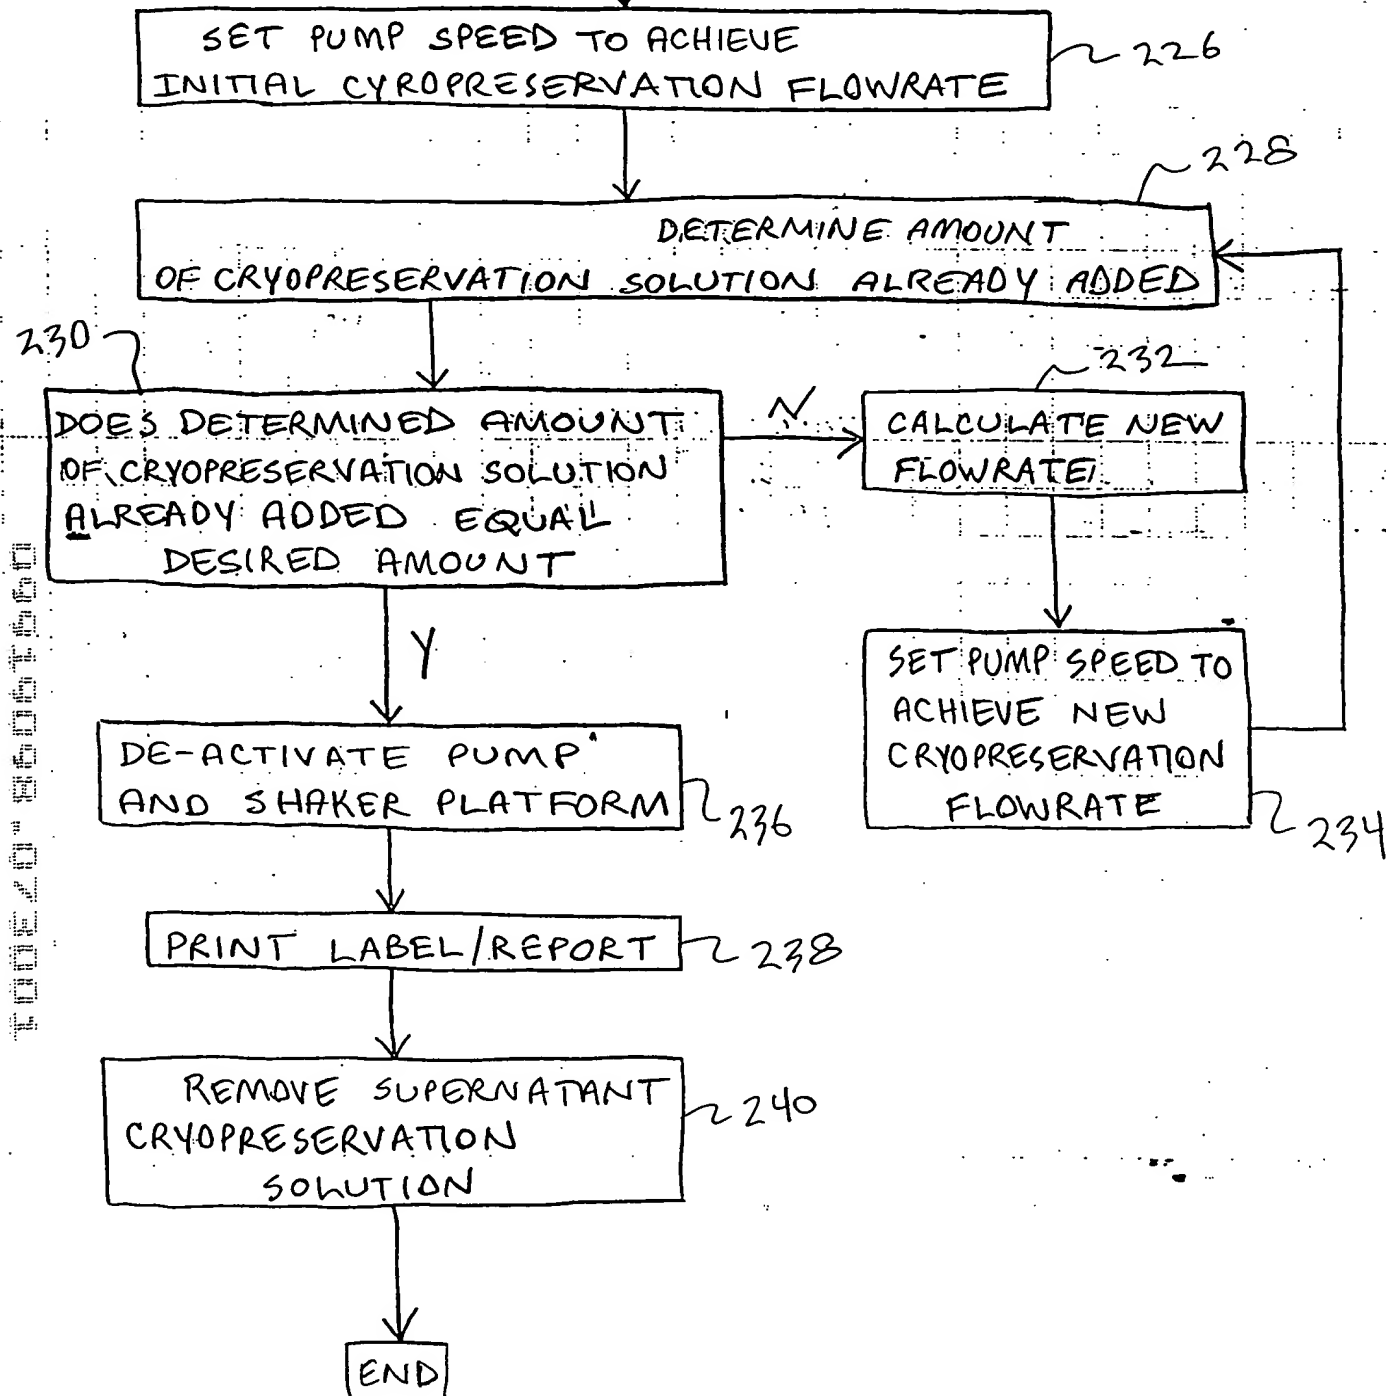 SET PUMP SPEED TO ACHIEVE
INITIAL CYROPRESERVATION FLOWRATE
226
228
DETERMINE AMOUNT
OF CRYOPRESERVATION SOLUTION ALREADY ADDED
230
DOES DETERMINED AMOUNT
OF CRYOPRESERVATION SOLUTION
ALREADY ADDED EQUAL
DESIRED AMOUNT
N
232
CALCULATE NEW
FLOWRATE
Y
SET PUMP SPEED TO
ACHIEVE NEW
CRYOPRESERVATION
FLOWRATE
234
DE-ACTIVATE PUMP
AND SHAKER PLATFORM
236
PRINT LABEL/REPORT
238
REMOVE SUPERNATANT
CRYOPRESERVATION
SOLUTION
240
END